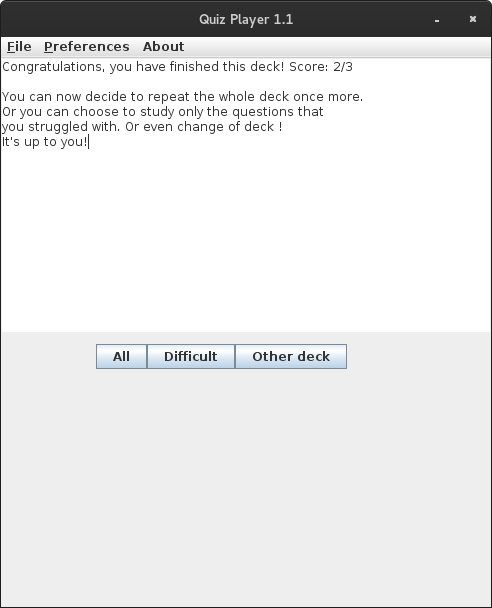 Quiz Player 1.1
File Preferences About
Congratulations, you have finished this deck! Score: 2/3
You can now decide to repeat the whole deck once more.
Or you can choose to study only the questions that
you struggled with. Or even change of deck !
It's up to you!
All Difficult Other deck